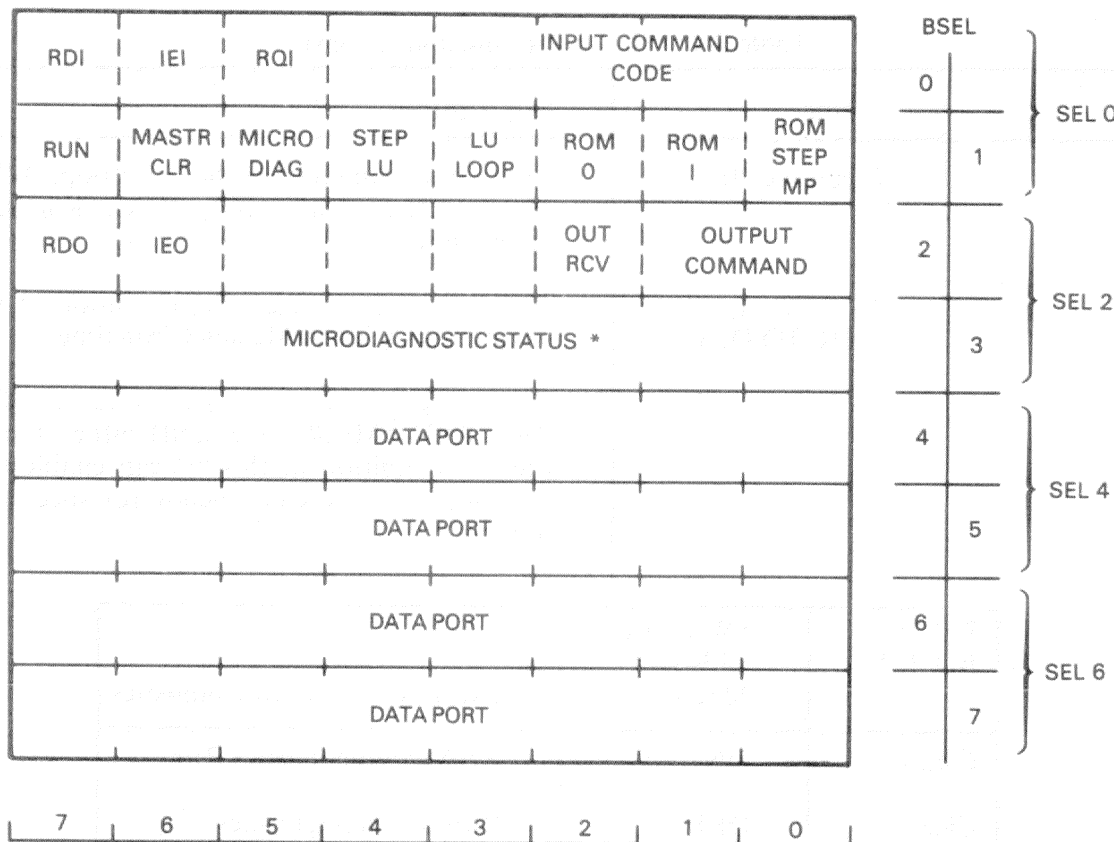 BSEL
RDI IEI RQI INPUT COMMAND CODE 0
RUN MASTR CLR MICRO DIAG STEP LU LU LOOP ROM 0 ROM I ROM STEP MP 1
SEL 0
RDO IEO OUT RCV OUTPUT COMMAND 2
MICRODIAGNOSTIC STATUS * 3
SEL 2
DATA PORT 4
DATA PORT 5
SEL 4
DATA PORT 6
DATA PORT 7
SEL 6
7 6 5 4 3 2 1 0